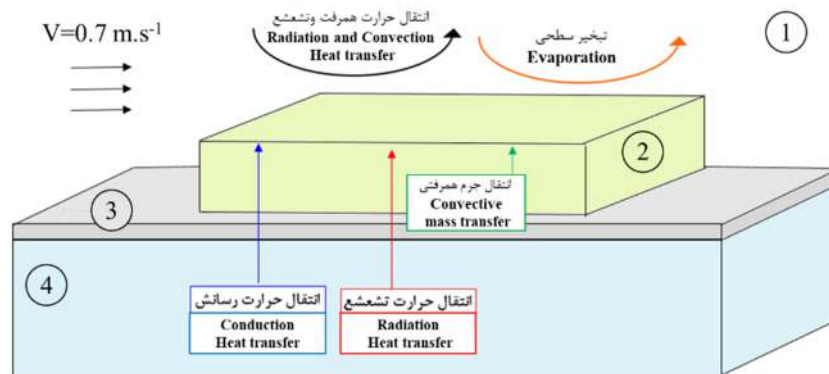 انتقال حرارت همرفت وتشعشع
Radiation and Convection
Heat transfer
V=0.7 m.s-1
تبخیر سطحی
Evaporation
1
2
انتقال جرم همرفتی
Convective
mass transfer
3
4
انتقال حرارت رسانش
Conduction
Heat transfer
انتقال حرارت تشعشع
Radiation
Heat transfer